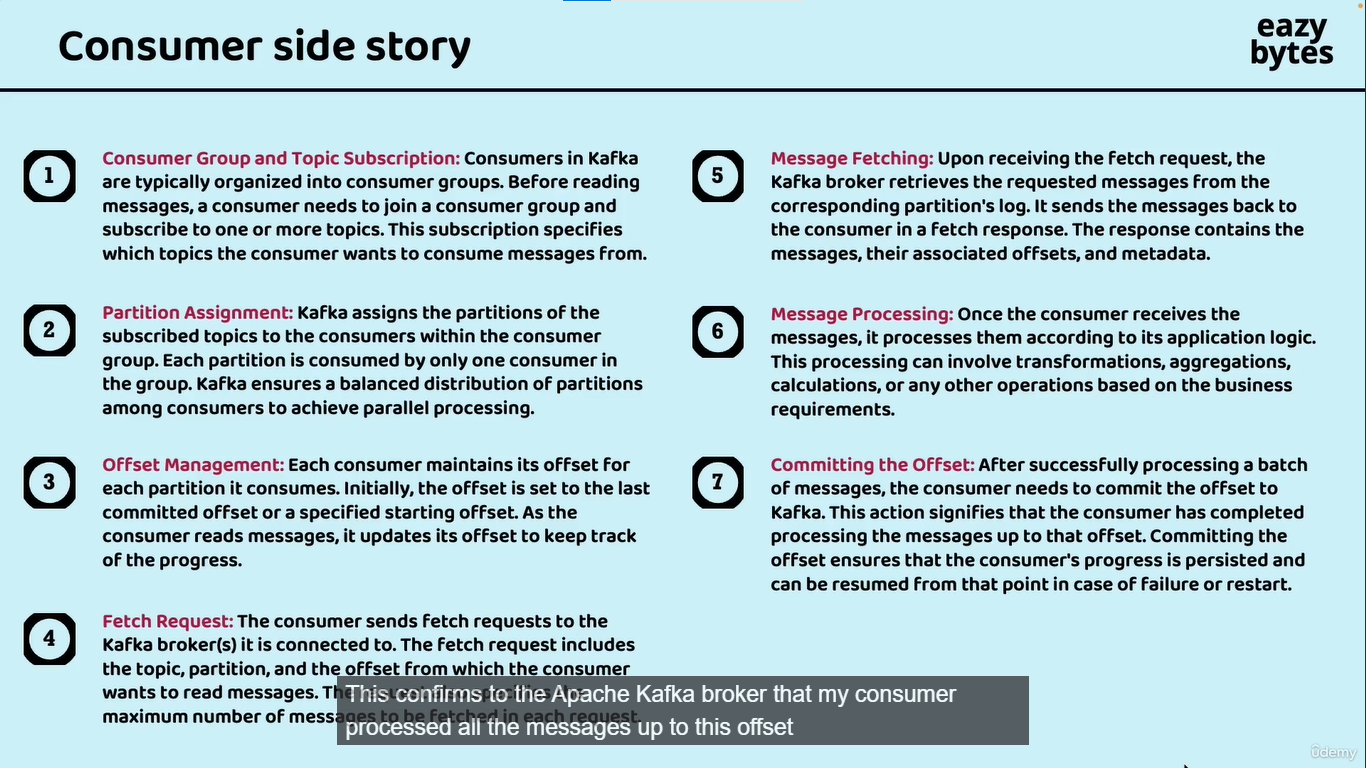 Consumer side story
eazy
bytes
1
Consumer Group and Topic Subscription: Consumers in Kafka
are typically organized into consumer groups. Before reading
messages, a consumer needs to join a consumer group and
subscribe to one or more topics. This subscription specifies
which topics the consumer wants to consume messages from.
2
Partition Assignment: Kafka assigns the partitions of the
subscribed topics to the consumers within the consumer
group. Each partition is consumed by only one consumer in
the group. Kafka ensures a balanced distribution of partitions
among consumers to achieve parallel processing.
3
Offset Management: Each consumer maintains its offset for
each partition it consumes. Initially, the offset is set to the last
committed offset or a specified starting offset. As the
consumer reads messages, it updates its offset to keep track
of the progress.
4
Fetch Request: The consumer sends fetch requests to the
Kafka broker(s) it is connected to. The fetch request includes
the topic, partition, and the offset from which the consumer
wants to read messages. The
maximum number of messages to be fetched in each request.
5
Message Fetching: Upon receiving the fetch request, the
Kafka broker retrieves the requested messages from the
corresponding partition's log. It sends the messages back to
the consumer in a fetch response. The response contains the
messages, their associated offsets, and metadata.
6
Message Processing: Once the consumer receives the
messages, it processes them according to its application logic.
This processing can involve transformations, aggregations,
calculations, or any other operations based on the business
requirements.
7
Committing the Offset: After successfully processing a batch
of messages, the consumer needs to commit the offset to
Kafka. This action signifies that the consumer has completed
processing the messages up to that offset. Committing the
offset ensures that the consumer's progress is persisted and
can be resumed from that point in case of failure or restart.
This confirms to the Apache Kafka broker that my consumer
processed all the messages up to this offset
ûdemy